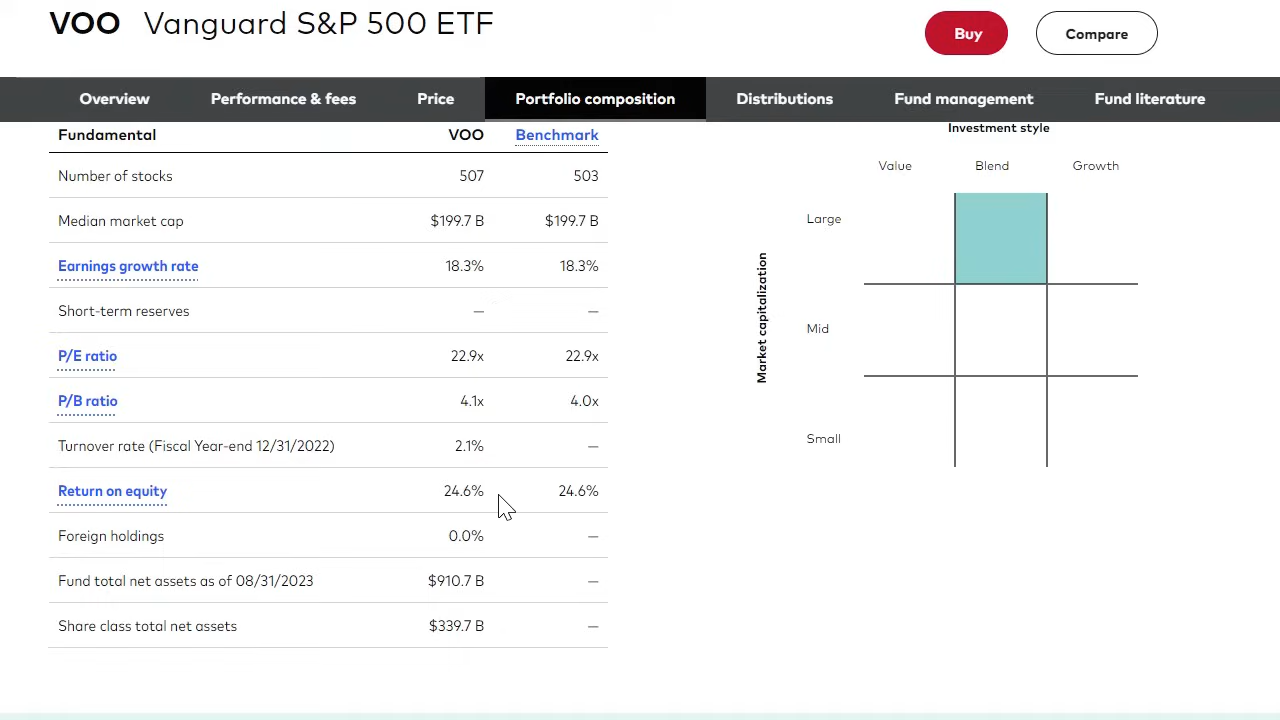 VOO Vanguard S&P 500 ETF
Buy
Compare
Overview Performance & fees Price Portfolio composition Distributions Fund management Fund literature
Fundamental VOO Benchmark
Number of stocks 507 503
Median market cap $199.7 B $199.7 B
Earnings growth rate 18.3% 18.3%
Short-term reserves — —
P/E ratio 22.9x 22.9x
P/B ratio 4.1x 4.0x
Turnover rate (Fiscal Year-end 12/31/2022) 2.1% —
Return on equity 24.6% 24.6%
Foreign holdings 0.0% —
Fund total net assets as of 08/31/2023 $910.7 B —
Share class total net assets $339.7 B —
Investment style
Value Blend Growth
Market capitalization
Large
Mid
Small